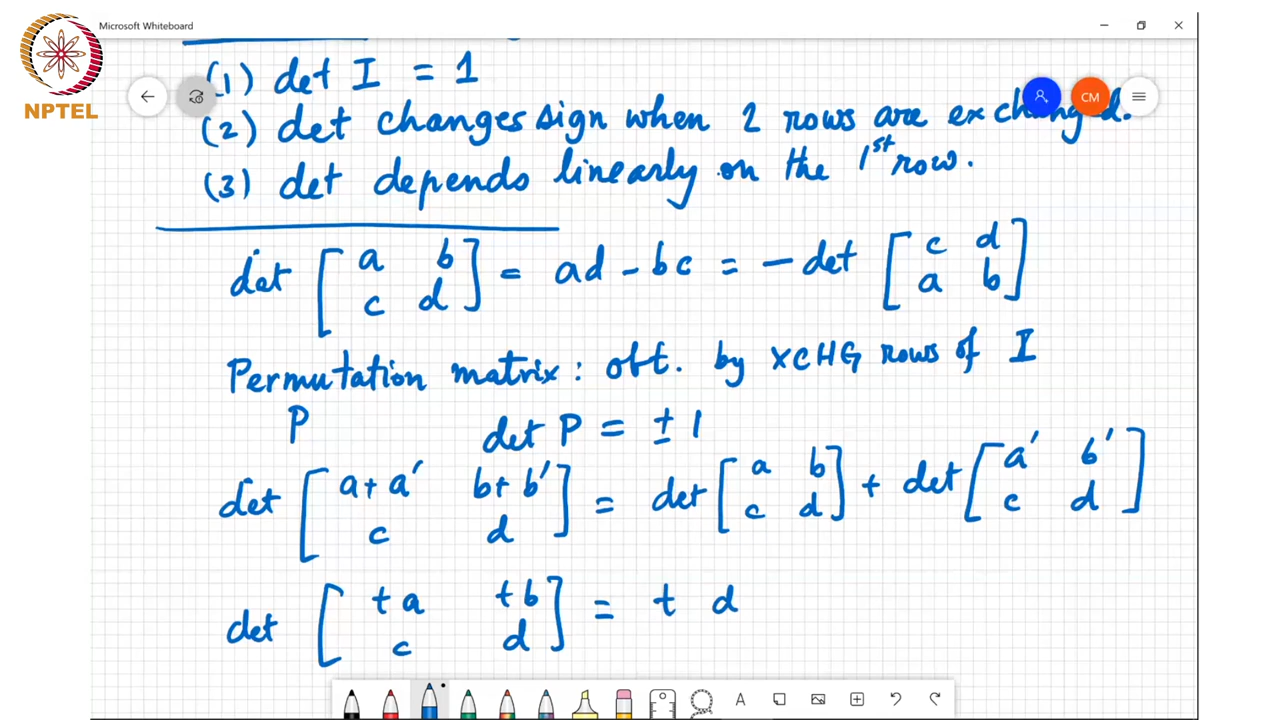 Microsoft Whiteboard
NPTEL
(1) det I = 1
(2) det changes sign when 2 rows are exchanged.
(3) det depends linearly on the 1st row.
CM
det [a b; c d] = ad - bc = - det [c d; a b]
Permutation matrix: obt. by XCHG rows of I
P det P = ± 1
det [a+a' b+b'; c d] = det [a b; c d] + det [a' b'; c d]
det [ta tb; c d] = t d
A